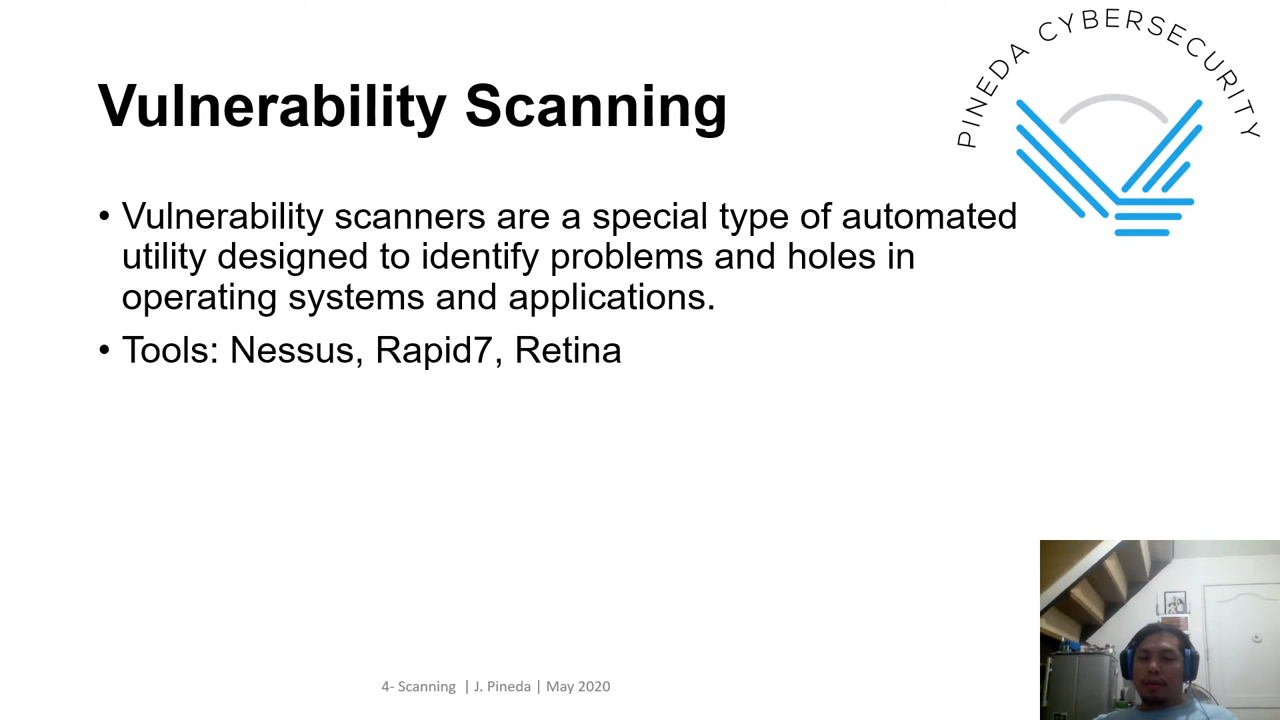 PINEDA CYBERSECURITY
Vulnerability Scanning
• Vulnerability scanners are a special type of automated
utility designed to identify problems and holes in
operating systems and applications.
• Tools: Nessus, Rapid7, Retina
4- Scanning | J. Pineda | May 2020